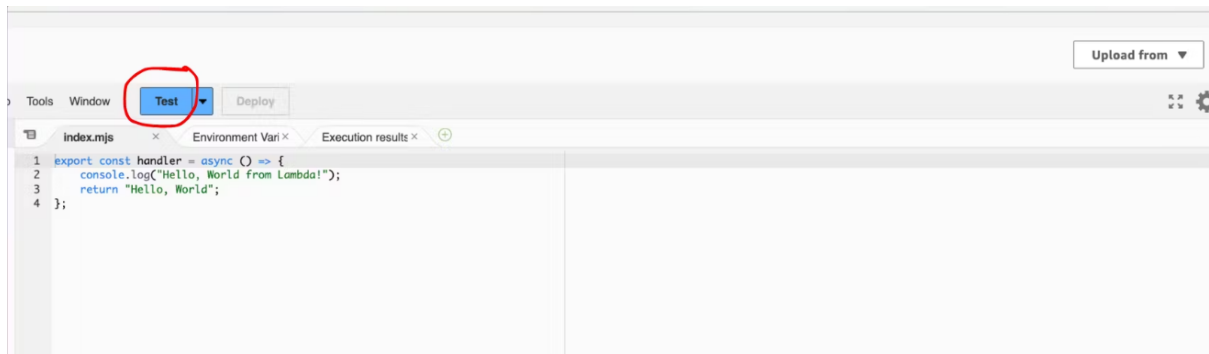 Upload from
Tools Window Test Deploy
index.mjs Environment Vari Execution results
1 export const handler = async () => {
2 console.log("Hello, World from Lambda!");
3 return "Hello, World";
4 };